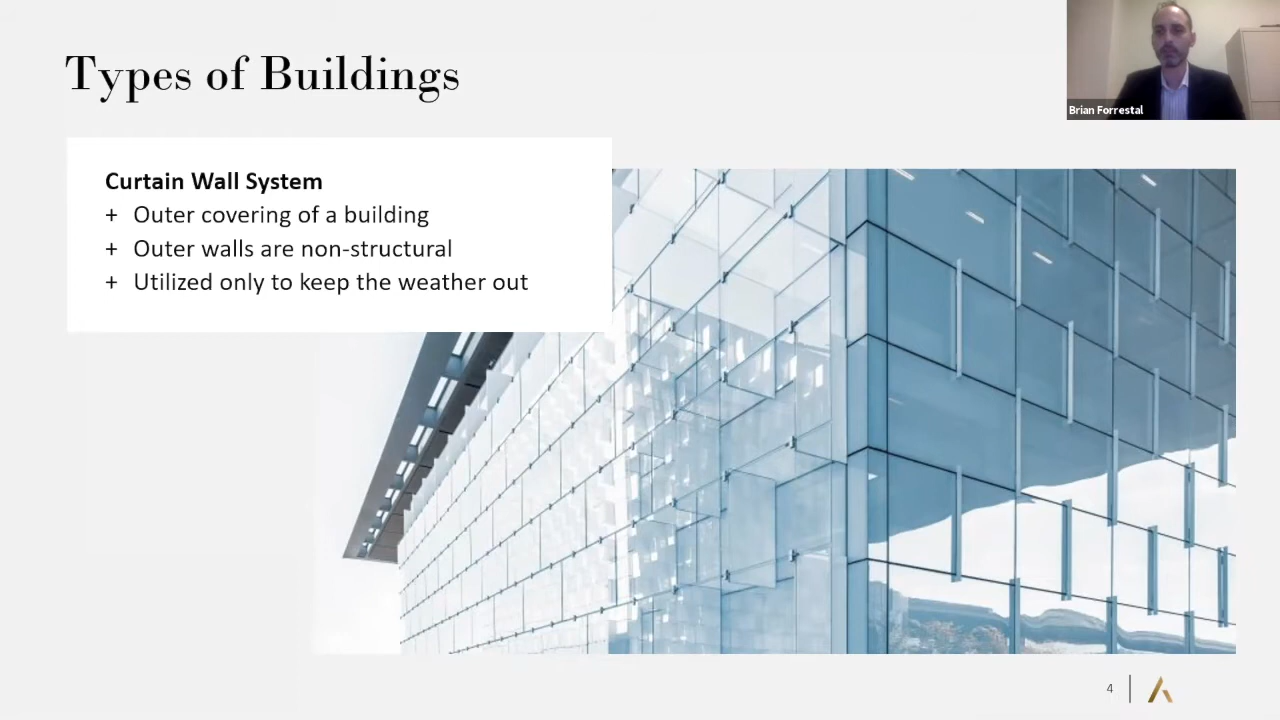 Types of Buildings
Brian Forrestal
Curtain Wall System
+ Outer covering of a building
+ Outer walls are non-structural
+ Utilized only to keep the weather out
4